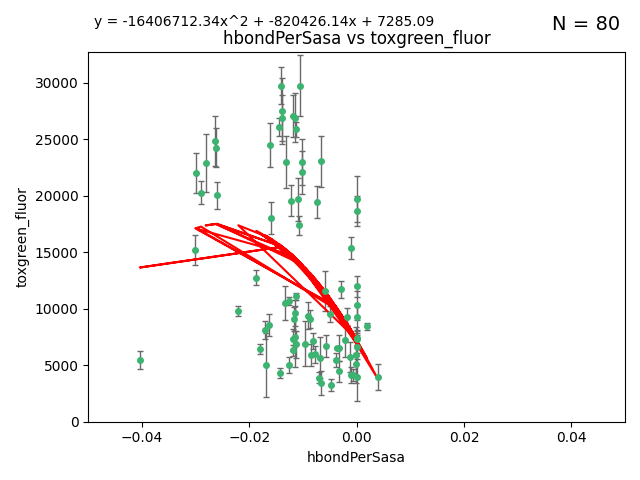 y = -16406712.34x^2 + -820426.14x + 7285.09
N = 80
hbondPerSasa vs toxgreen_fluor
30000
25000
20000
15000
10000
5000
0
toxgreen_fluor
−0.04
−0.02
0.00
0.02
0.04
hbondPerSasa